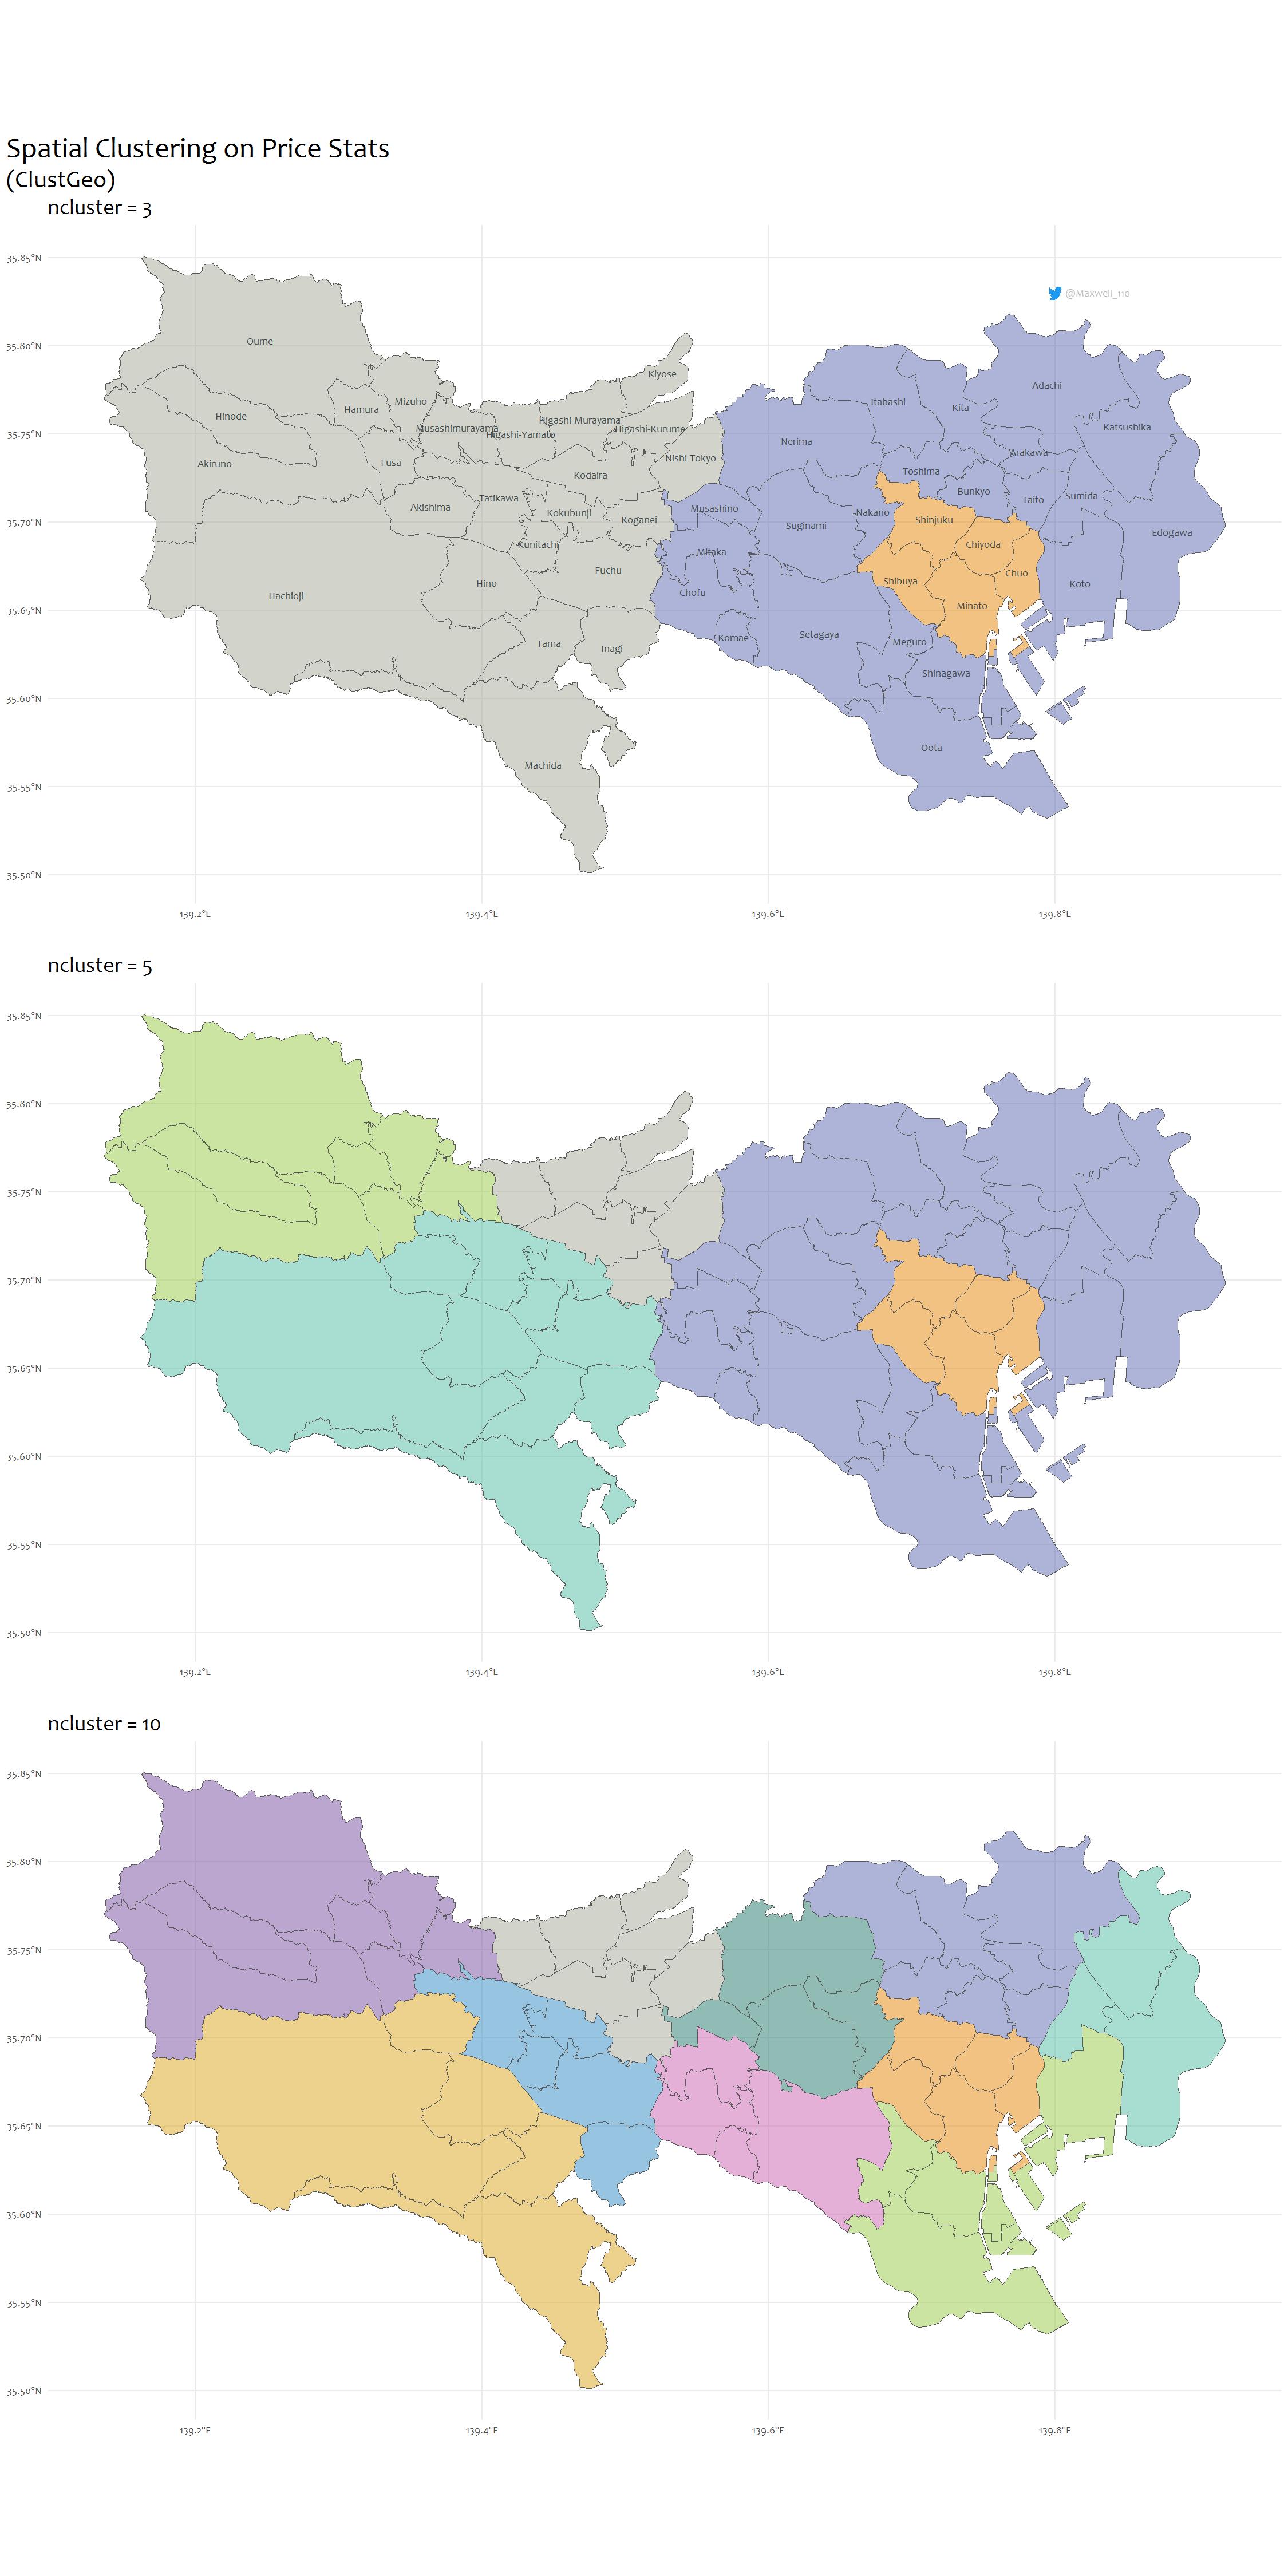 Spatial Clustering on Price Stats
(ClustGeo)
ncluster = 3
35.85°N
@Maxwell_110
35.80°N
Oume
Adachi
Kiyose
Hamura
Mizuho
Itabashi
Kita
Hinode
Musashimurayama
Higashi-Yamato
Higashi-Murayama
Higashi-Kurume
Katsushika
35.75°N
Nerima
Arakawa
Akiruno
Fusa
Nishi-Tokyo
Toshima
Kodaira
Bunkyo
Taito
Sumida
Tatikawa
Akishima
Musashino
Kokubunji
Nakano
35.70°N
Koganei
Suginami
Shinjuku
Edogawa
Kunitachi
Mitaka
Chiyoda
Fuchu
Chuo
Hino
Shibuya
Koto
Hachioji
Chofu
35.65°N
Minato
Tama
Inagi
Komae
Setagaya
Meguro
Shinagawa
35.60°N
Oota
Machida
35.55°N
35.50°N
139.2°E 139.4°E 139.6°E 139.8°E
ncluster = 5
35.85°N
35.80°N
35.75°N
35.70°N
35.65°N
35.60°N
35.55°N
35.50°N
139.2°E 139.4°E 139.6°E 139.8°E
ncluster = 10
35.85°N
35.80°N
35.75°N
35.70°N
35.65°N
35.60°N
35.55°N
35.50°N
139.2°E 139.4°E 139.6°E 139.8°E